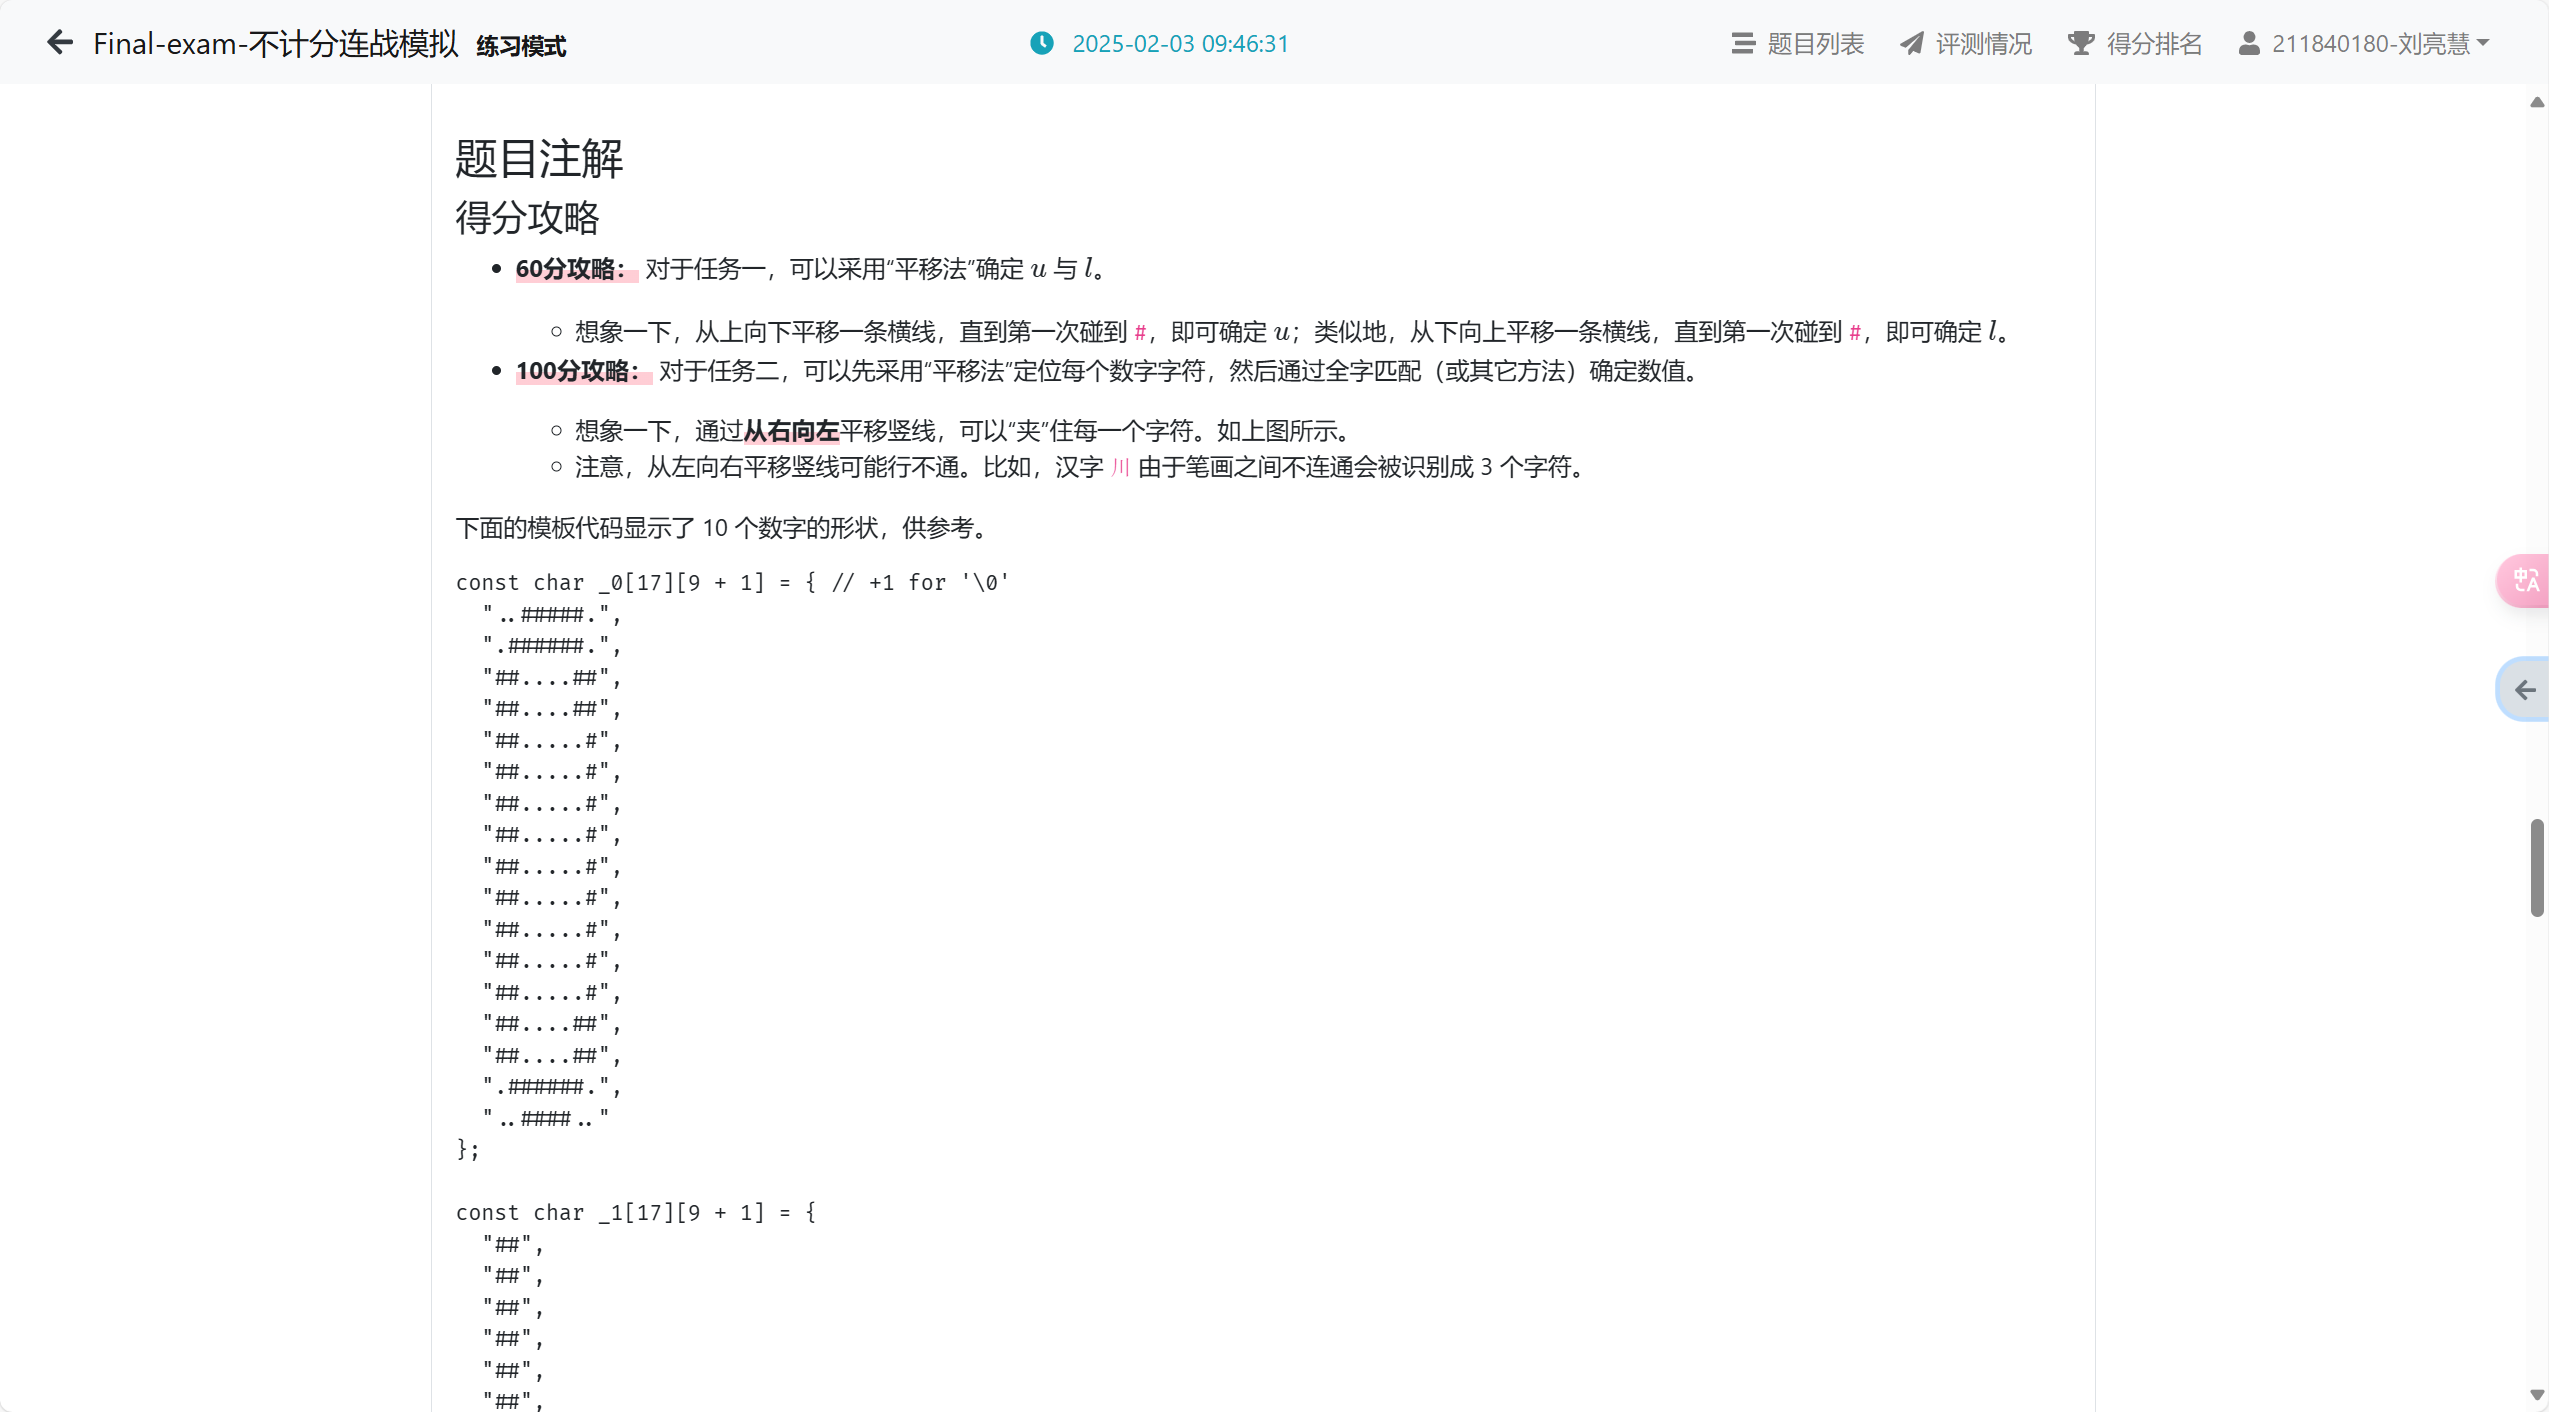 Final-exam-不计分连战模拟 练习模式
2025-02-03 09:46:31
题目列表 评测情况 得分排名 211840180-刘亮慧
题目注解
得分攻略
60分攻略： 对于任务一，可以采用“平移法”确定 u 与 l。
想象一下，从上向下平移一条横线，直到第一次碰到 #，即可确定 u；类似地，从下向上平移一条横线，直到第一次碰到 #，即可确定 l。
100分攻略： 对于任务二，可以先采用“平移法”定位每个数字字符，然后通过全字匹配（或其它方法）确定数值。
想象一下，通过从右向左平移竖线，可以“夹”住每一个字符。如上图所示。
注意，从左向右平移竖线可能行不通。比如，汉字 川 由于笔画之间不连通会被识别成 3 个字符。
下面的模板代码显示了 10 个数字的形状，供参考。
const char _0[17][9 + 1] = { // +1 for '\0'
"..#####.",
".######.",
"##....##",
"##....##",
"##.....#",
"##.....#",
"##.....#",
"##.....#",
"##.....#",
"##.....#",
"##.....#",
"##.....#",
"##.....#",
"##....##",
"##....##",
".######.",
"..####.."
};
const char _1[17][9 + 1] = {
"##",
"##",
"##",
"##",
"##",
"##",